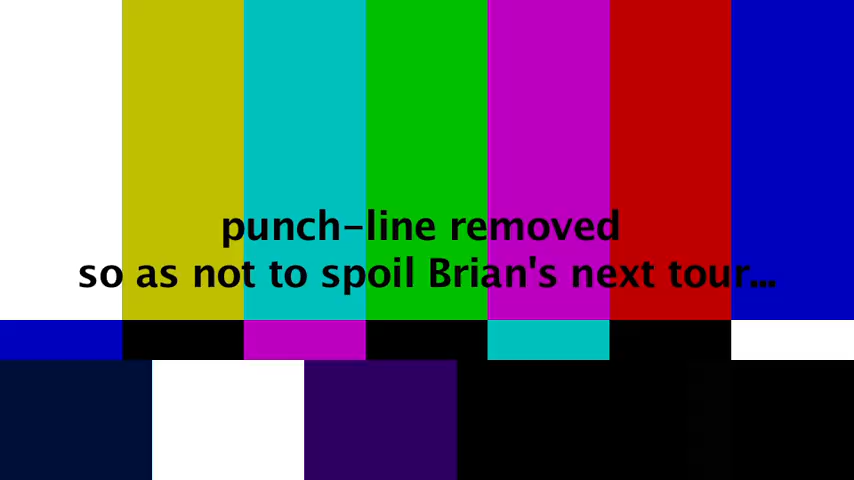 punch-line removed
so as not to spoil Brian's next tour...